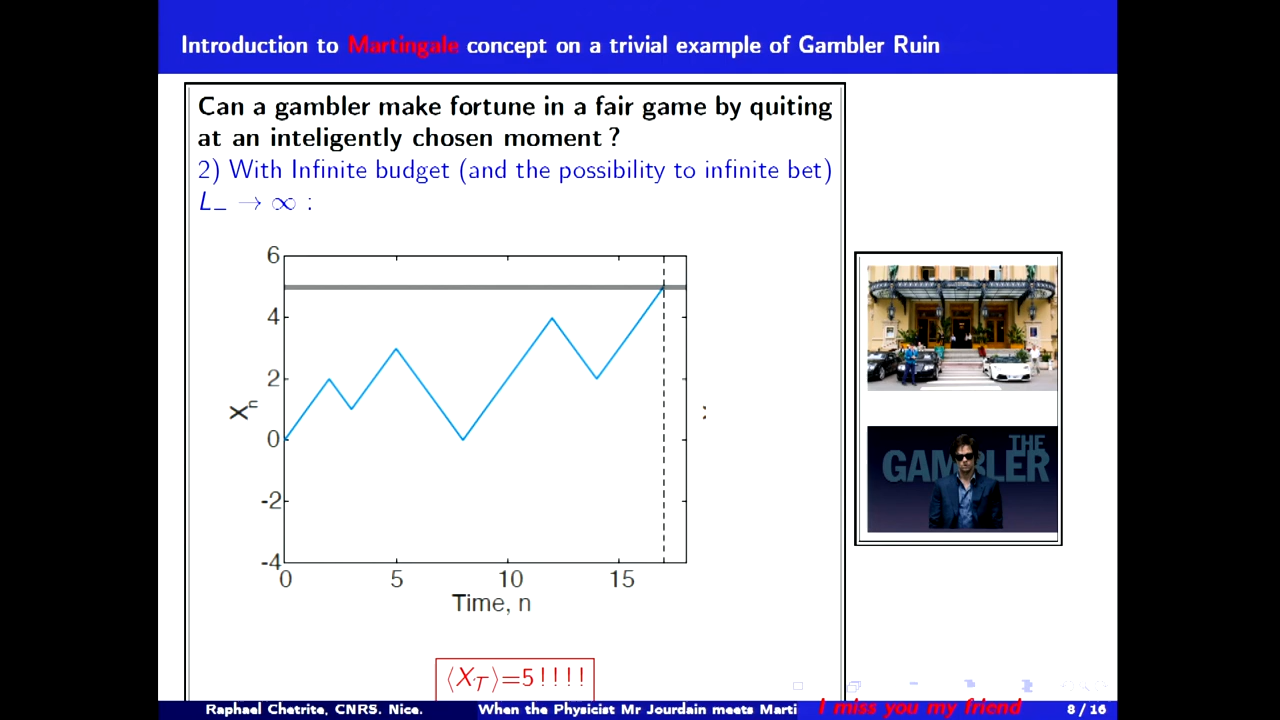 Introduction to Martingale concept on a trivial example of Gambler Ruin
Can a gambler make fortune in a fair game by quiting
at an inteligently chosen moment ?
2) With Infinite budget (and the possibility to infinite bet)
L₋ → ∞ :
6
4
2
0
-2
-4
Xn
0 5 10 15
Time, n
THE
GAMBLER
⟨X_T⟩=5 ! ! ! !
Raphael Chetrite, CNRS. Nice. When the Physicist Mr Jourdain meets Marti I miss you my friend 8 / 16